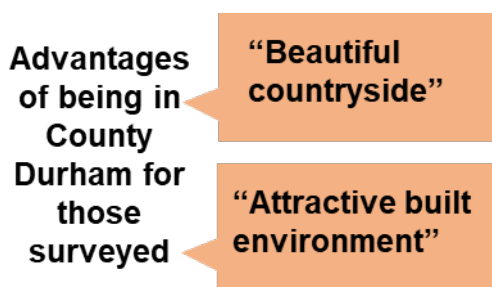 Advantages
of being in
County
Durham for
those
surveyed
“Beautiful
countryside”
“Attractive built
environment”